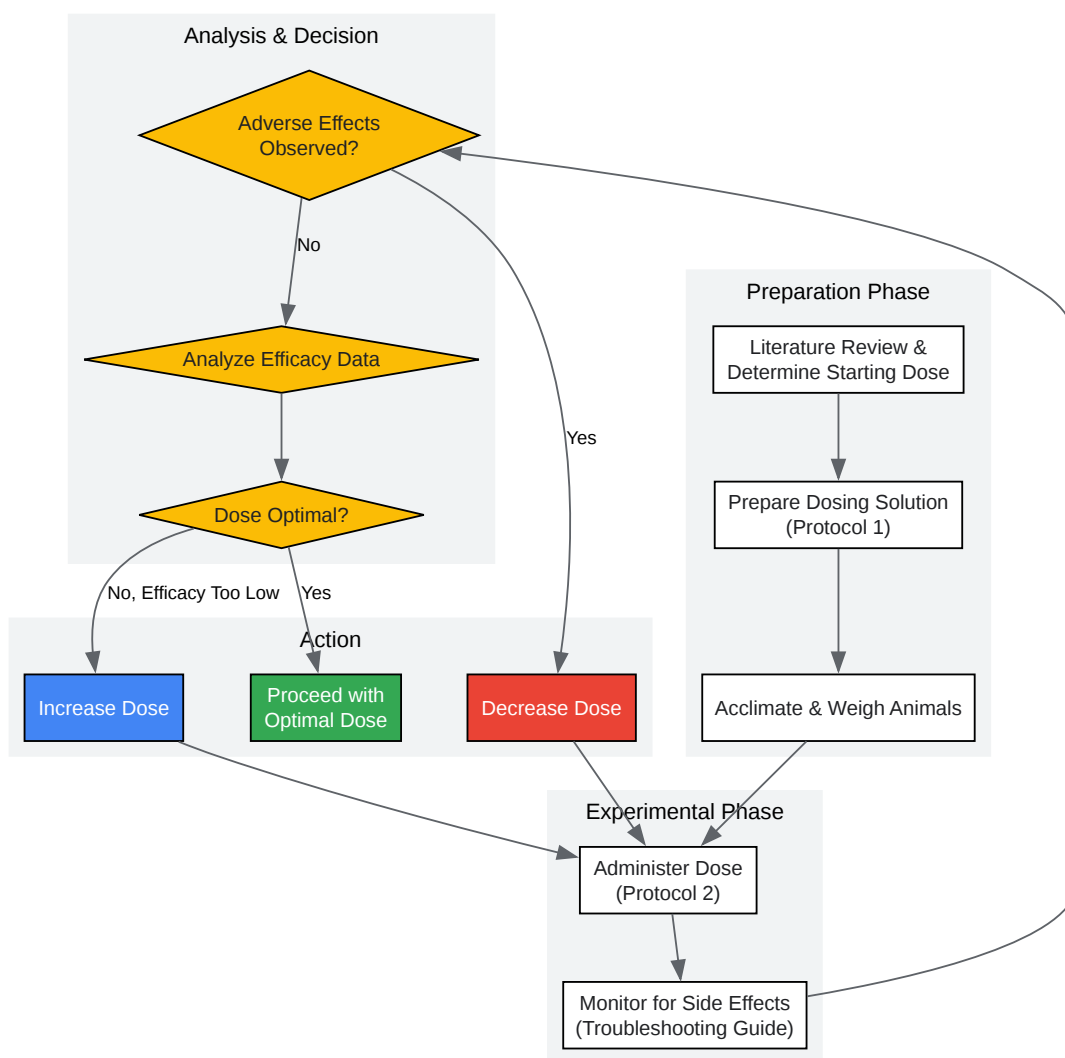 Analysis & Decision
Adverse Effects
Observed?
No
Analyze Efficacy Data
Yes
Dose Optimal?
No, Efficacy Too Low
Yes
Action
Increase Dose
Proceed with
Optimal Dose
Decrease Dose
Preparation Phase
Literature Review &
Determine Starting Dose
Prepare Dosing Solution
(Protocol 1)
Acclimate & Weigh Animals
Experimental Phase
Administer Dose
(Protocol 2)
Monitor for Side Effects
(Troubleshooting Guide)